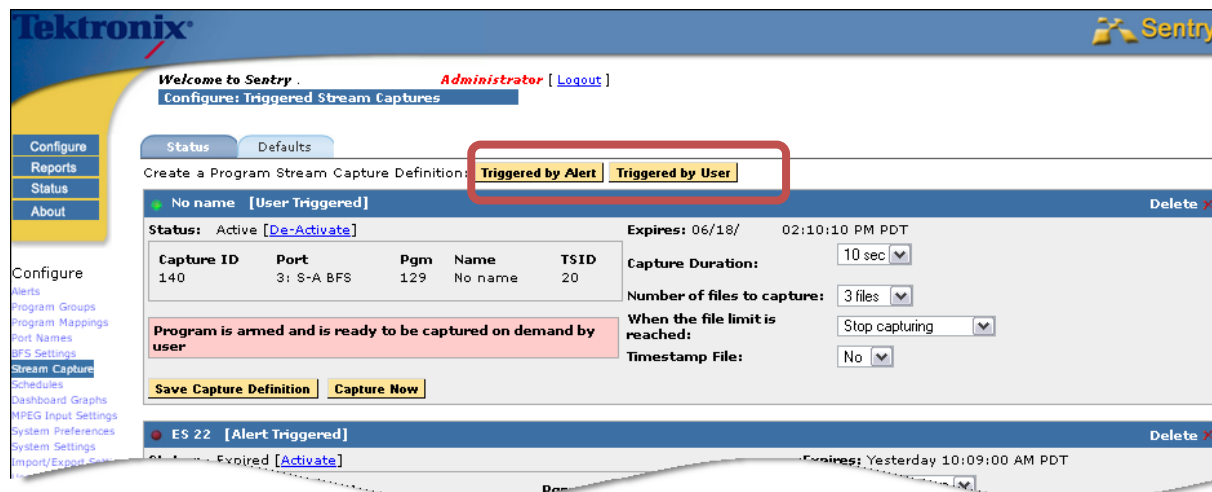 Tektronix
Sentry
Welcome to Sentry . Administrator [ Logout ]
Configure: Triggered Stream Captures
Configure
Reports
Status
About
Status Defaults
Create a Program Stream Capture Definition: Triggered by Alert Triggered by User
No name [User Triggered] Delete
Status: Active [De-Activate] Expires: 06/18/ 02:10:10 PM PDT
Capture ID Port Pgm Name TSID
140 3: S-A BFS 129 No name 20
Capture Duration: 10 sec
Number of files to capture: 3 files
When the file limit is reached: Stop capturing
Timestamp File: No
Program is armed and is ready to be captured on demand by
user
Save Capture Definition Capture Now
Configure
Alerts
Program Groups
Program Mappings
Port Names
BFS Settings
Stream Capture
Schedules
Dashboard Graphs
MPEG Input Settings
System Preferences
System Settings
Import/Export
ES 22 [Alert Triggered] Delete
Expired [Activate] Expires: Yesterday 10:09:00 AM PDT